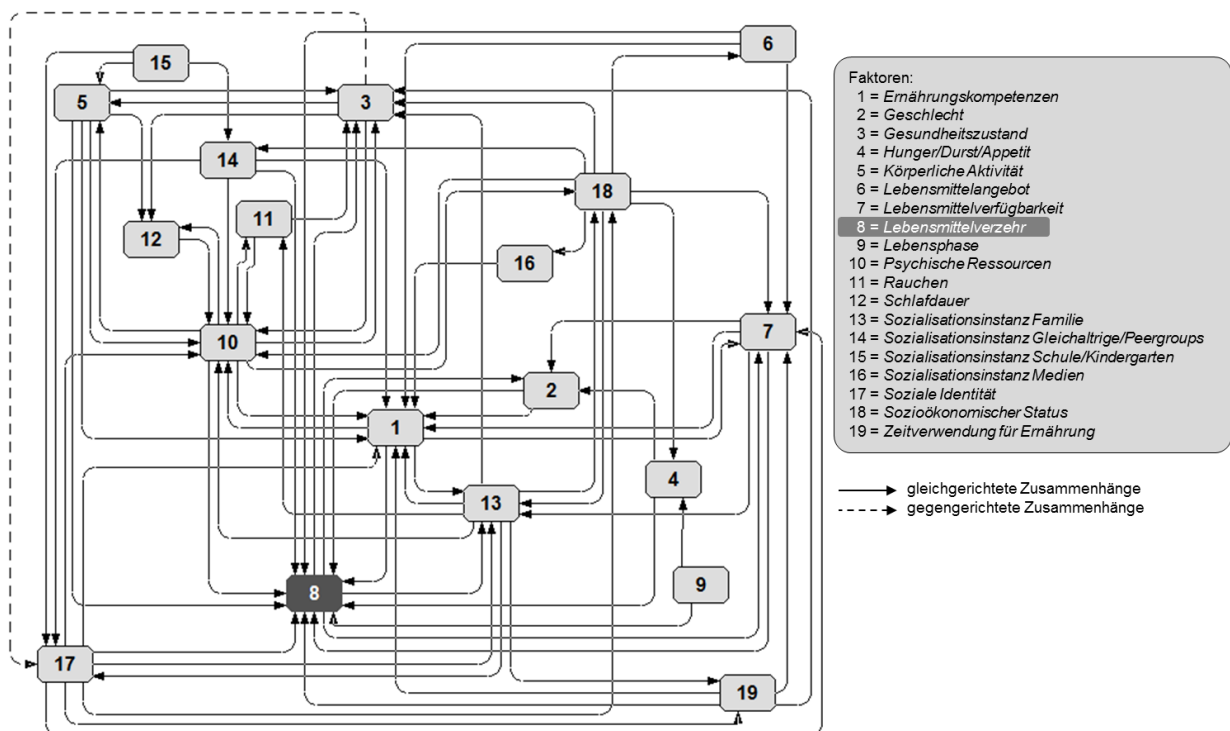 6
15
5
3
14
18
11
12
16
10
7
2
1
4
13
8
9
17
19
Faktoren:
1 = Ernährungskompetenzen
2 = Geschlecht
3 = Gesundheitszustand
4 = Hunger/Durst/Appetit
5 = Körperliche Aktivität
6 = Lebensmittelangebot
7 = Lebensmittelverfügbarkeit
8 = Lebensmittelverzehr
9 = Lebensphase
10 = Psychische Ressourcen
11 = Rauchen
12 = Schlafdauer
13 = Sozialisationsinstanz Familie
14 = Sozialisationsinstanz Gleichaltrige/Peergroups
15 = Sozialisationsinstanz Schule/Kindergarten
16 = Sozialisationsinstanz Medien
17 = Soziale Identität
18 = Sozioökonomischer Status
19 = Zeitverwendung für Ernährung
gleichgerichtete Zusammenhänge
gegengerichtete Zusammenhänge